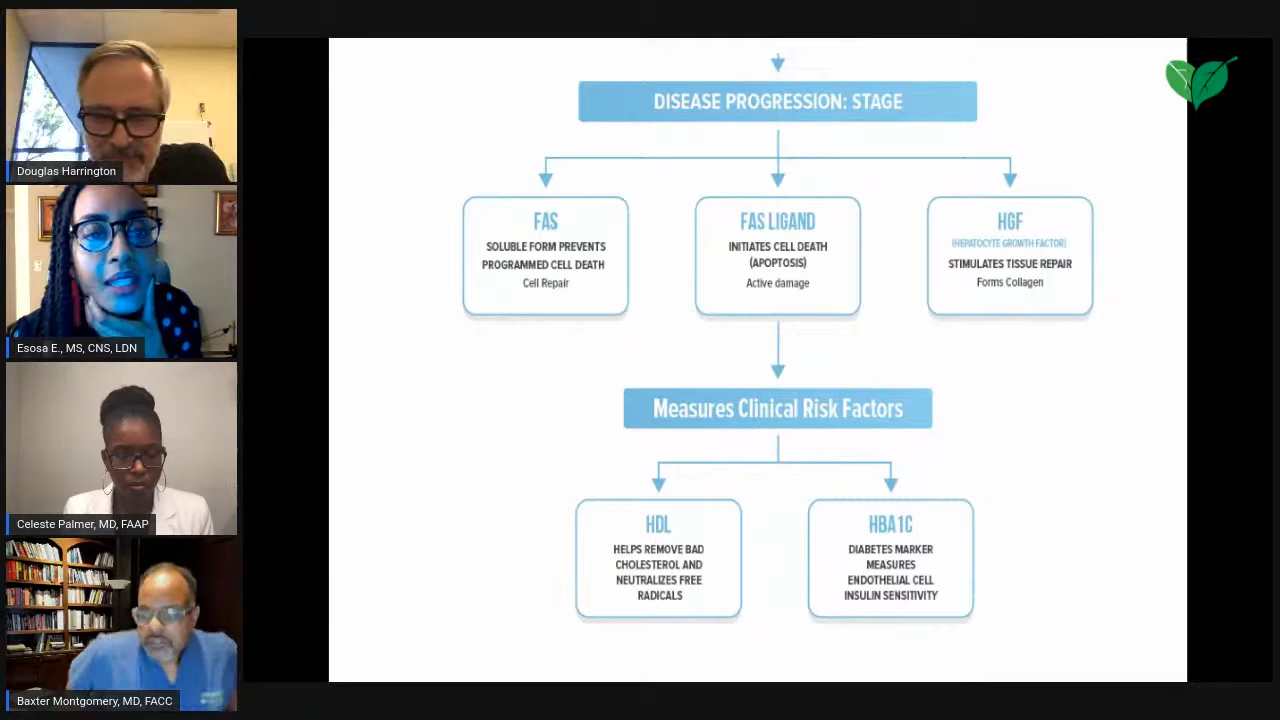 Douglas Harrington
Esosa E., MS, CNS, LDN
Celeste Palmer, MD, FAAP
Baxter Montgomery, MD, FACC
DISEASE PROGRESSION: STAGE
FAS
SOLUBLE FORM PREVENTS
PROGRAMMED CELL DEATH
Cell Repair
FAS LIGAND
INITIATES CELL DEATH
(APOPTOSIS)
Active damage
HGF
(HEPATOCYTE GROWTH FACTOR)
STIMULATES TISSUE REPAIR
Forms Collagen
Measures Clinical Risk Factors
HDL
HELPS REMOVE BAD
CHOLESTEROL AND
NEUTRALIZES FREE
RADICALS
HBA1C
DIABETES MARKER
MEASURES
ENDOTHELIAL CELL
INSULIN SENSITIVITY